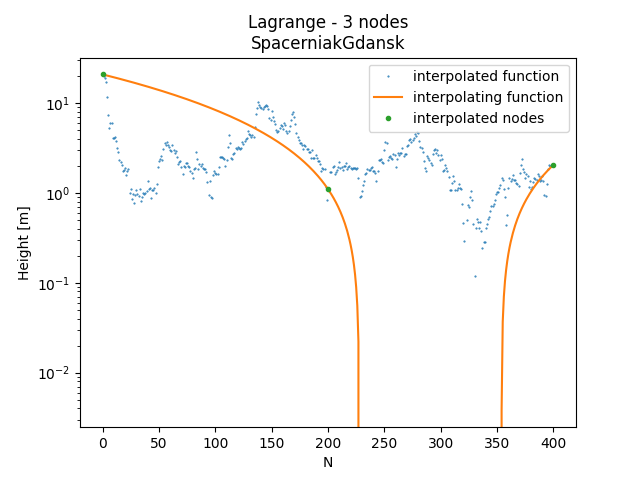 Lagrange - 3 nodes
SpacerniakGdansk
interpolated function
interpolating function
interpolated nodes
Height [m]
10¹
10⁰
10⁻¹
10⁻²
0 50 100 150 200 250 300 350 400
N